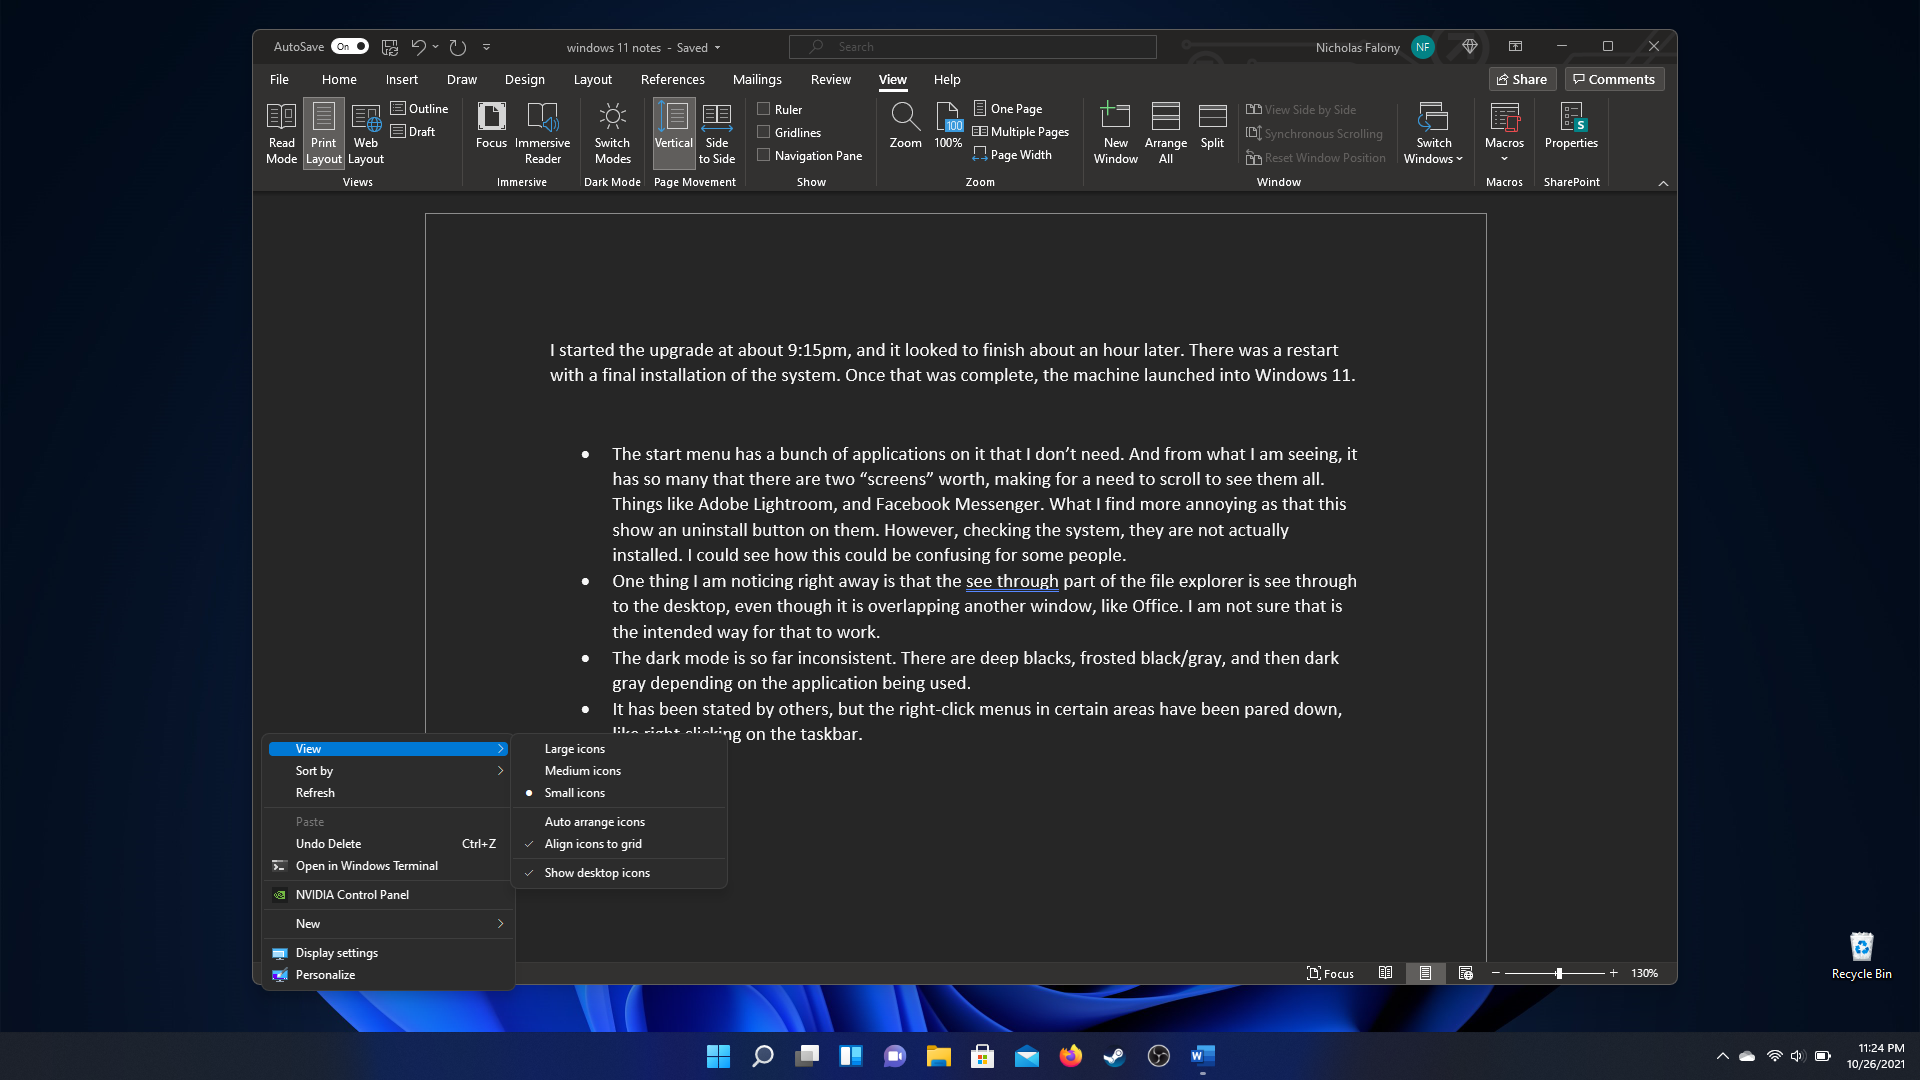 AutoSave On windows 11 notes - Saved Search Nicholas Falony NF
File Home Insert Draw Design Layout References Mailings Review View Help Share Comments
Read Mode Print Layout Web Layout Outline Draft Views
Focus Immersive Reader Immersive
Switch Modes Dark Mode
Vertical Side to Side Page Movement
Ruler Gridlines Navigation Pane Show
Zoom 100 100% One Page Multiple Pages Page Width Zoom
New Window Arrange All Split View Side by Side Synchronous Scrolling Reset Window Position Switch Windows Window
Macros Macros
S Properties SharePoint
I started the upgrade at about 9:15pm, and it looked to finish about an hour later. There was a restart
with a final installation of the system. Once that was complete, the machine launched into Windows 11.
• The start menu has a bunch of applications on it that I don’t need. And from what I am seeing, it
has so many that there are two “screens” worth, making for a need to scroll to see them all.
Things like Adobe Lightroom, and Facebook Messenger. What I find more annoying as that this
show an uninstall button on them. However, checking the system, they are not actually
installed. I could see how this could be confusing for some people.
• One thing I am noticing right away is that the see through part of the file explorer is see through
to the desktop, even though it is overlapping another window, like Office. I am not sure that is
the intended way for that to work.
• The dark mode is so far inconsistent. There are deep blacks, frosted black/gray, and then dark
gray depending on the application being used.
• It has been stated by others, but the right-click menus in certain areas have been pared down,
like right-clicking on the taskbar.
View
Sort by
Refresh
Paste
Undo Delete Ctrl+Z
Open in Windows Terminal
NVIDIA Control Panel
New
Display settings
Personalize
Large icons
Medium icons
Small icons
Auto arrange icons
Align icons to grid
Show desktop icons
Focus 130%
Recycle Bin
W
11:24 PM
10/26/2021